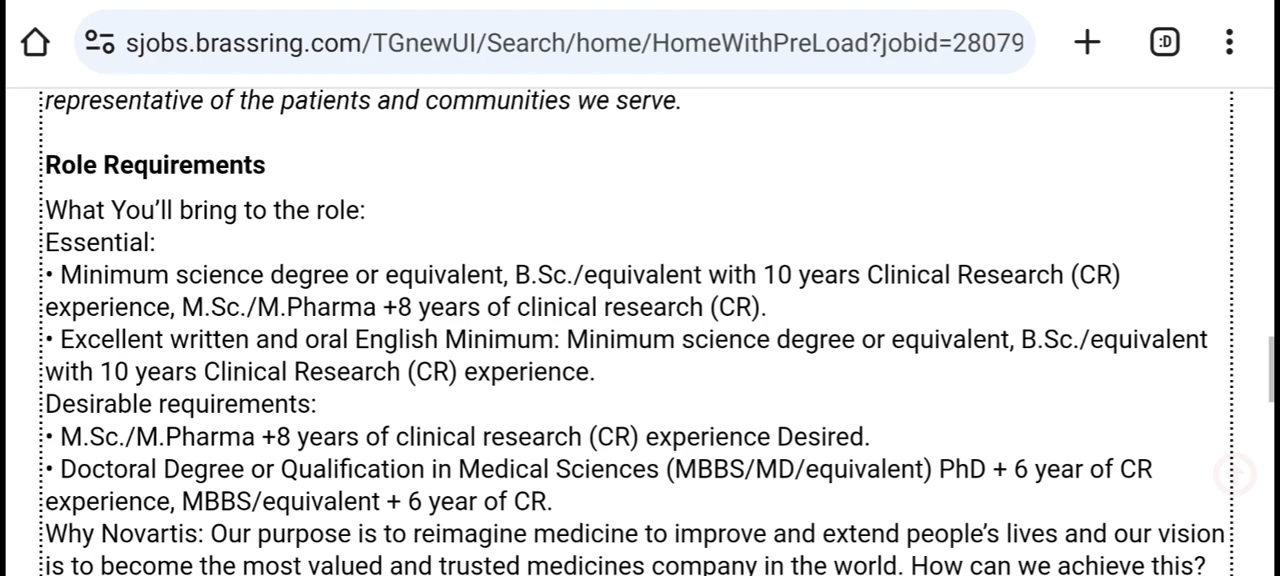 sjobs.brassring.com/TGnewUI/Search/home/HomeWithPreLoad?jobid=28079
:D
representative of the patients and communities we serve.
Role Requirements
What You’ll bring to the role:
Essential:
• Minimum science degree or equivalent, B.Sc./equivalent with 10 years Clinical Research (CR)
experience, M.Sc./M.Pharma +8 years of clinical research (CR).
• Excellent written and oral English Minimum: Minimum science degree or equivalent, B.Sc./equivalent
with 10 years Clinical Research (CR) experience.
Desirable requirements:
• M.Sc./M.Pharma +8 years of clinical research (CR) experience Desired.
• Doctoral Degree or Qualification in Medical Sciences (MBBS/MD/equivalent) PhD + 6 year of CR
experience, MBBS/equivalent + 6 year of CR.
Why Novartis: Our purpose is to reimagine medicine to improve and extend people’s lives and our vision
is to become the most valued and trusted medicines company in the world. How can we achieve this?